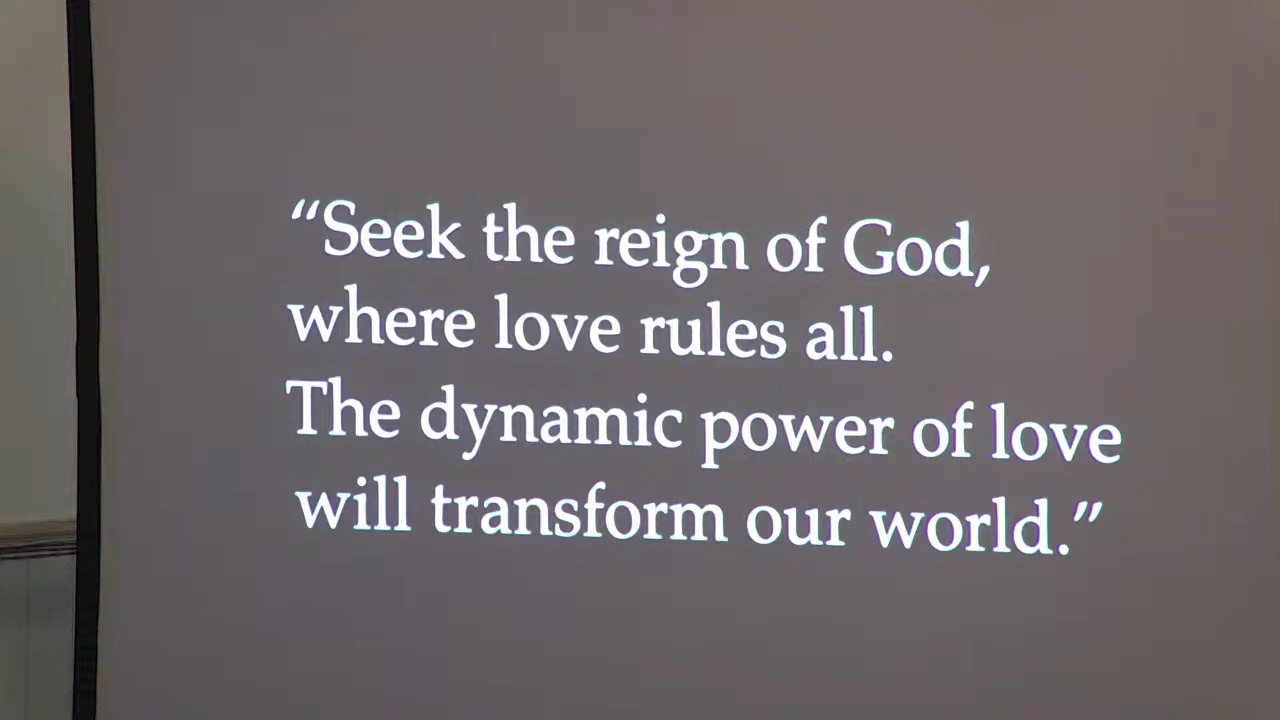 “Seek the reign of God,
where love rules all.
The dynamic power of love
will transform our world.”